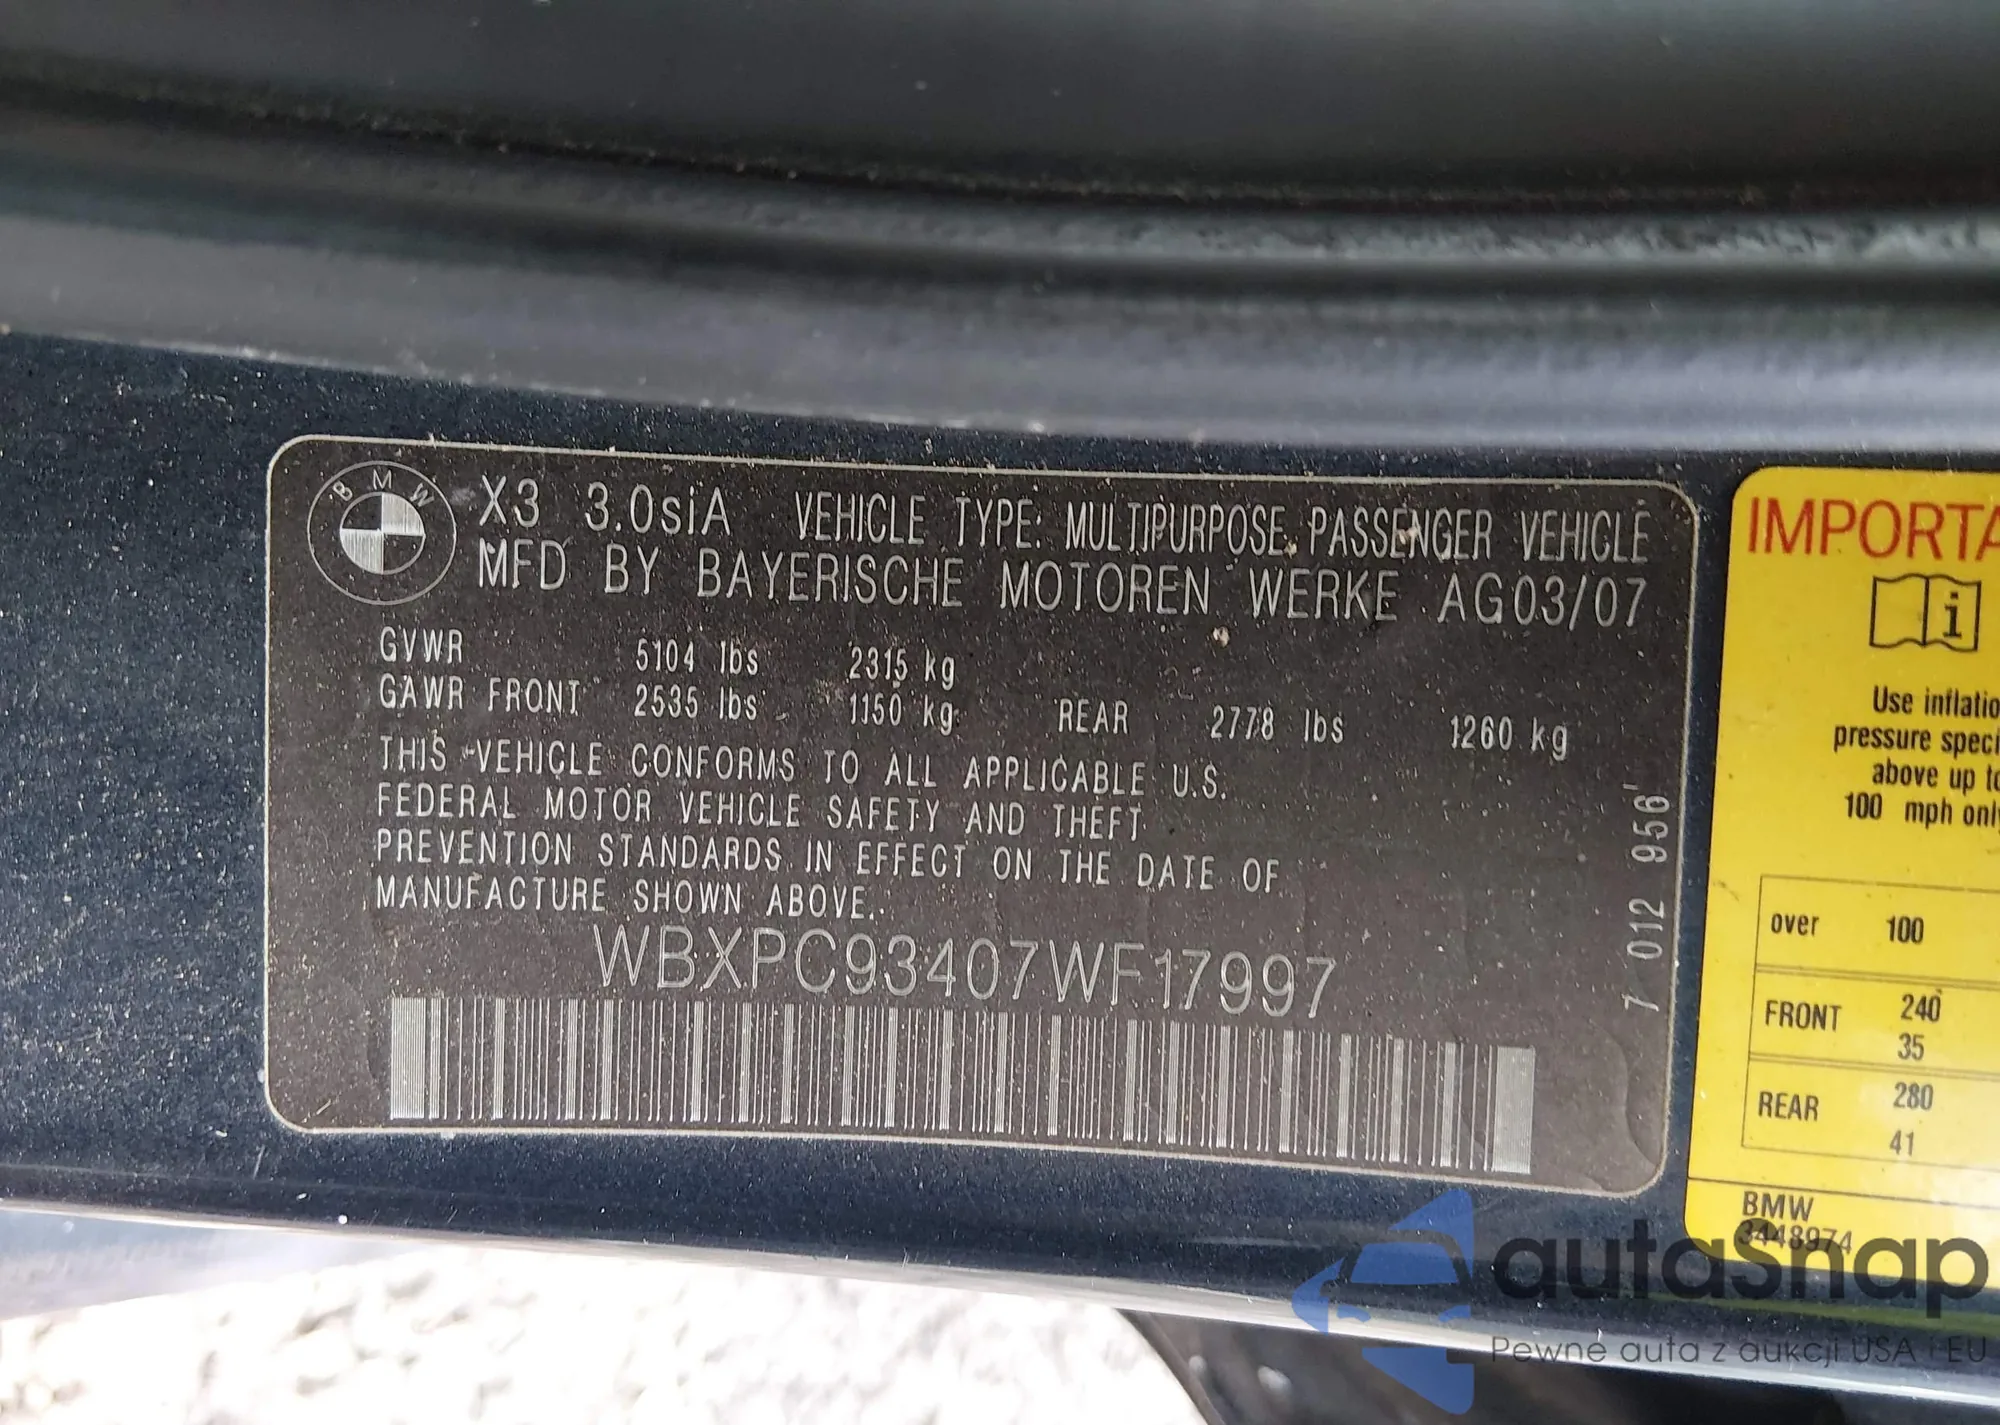 BMW
X3 3.0siA VEHICLE TYPE: MULTIPURPOSE PASSENGER VEHICLE
MFD BY BAYERISCHE MOTOREN WERKE AG03/07
GVWR 5104 lbs 2315 kg
GAWR FRONT 2535 lbs 1150 kg REAR 2778 lbs 1260 kg
THIS VEHICLE CONFORMS TO ALL APPLICABLE U.S.
FEDERAL MOTOR VEHICLE SAFETY AND THEFT
PREVENTION STANDARDS IN EFFECT ON THE DATE OF
MANUFACTURE SHOWN ABOVE.
WBXPC93407WF17997
7 012 956
IMPORTA
i
Use inflatio
pressure speci
above up to
100 mph only
over 100
FRONT 240
35
REAR 280
41
BMW
3448974
autasnap
Pewne auta z aukcji USA i EU